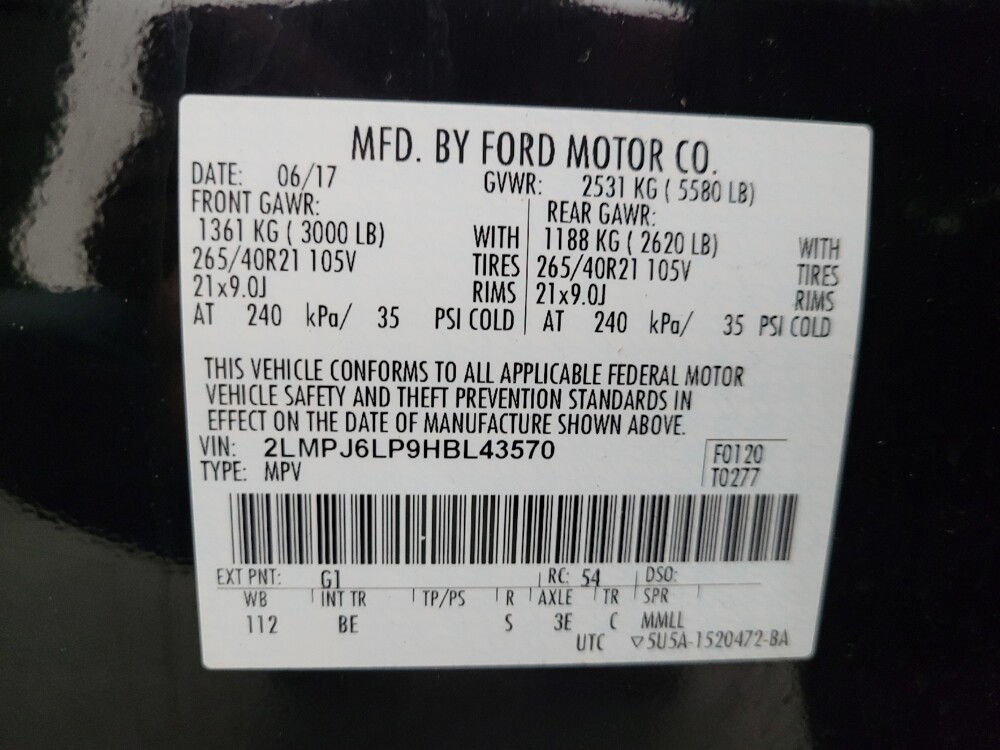 MFD. BY FORD MOTOR CO.
DATE: 06/17 GVWR: 2531 KG ( 5580 LB)
FRONT GAWR: REAR GAWR:
1361 KG ( 3000 LB) WITH 1188 KG ( 2620 LB) WITH
265/40R21 105V TIRES 265/40R21 105V TIRES
21x9.0J RIMS 21x9.0J RIMS
AT 240 kPa/ 35 PSI COLD AT 240 kPa/ 35 PSI COLD
THIS VEHICLE CONFORMS TO ALL APPLICABLE FEDERAL MOTOR
VEHICLE SAFETY AND THEFT PREVENTION STANDARDS IN
EFFECT ON THE DATE OF MANUFACTURE SHOWN ABOVE.
VIN: 2LMPJ6LP9HBL43570 F0120
TYPE: MPV T0277
EXT PNT: G1 RC: 54 DSO:
WB INT TR TP/PS R AXLE TR SPR
112 BE S 3E C MMLL
UTC ▽5U5A-1520472-BA